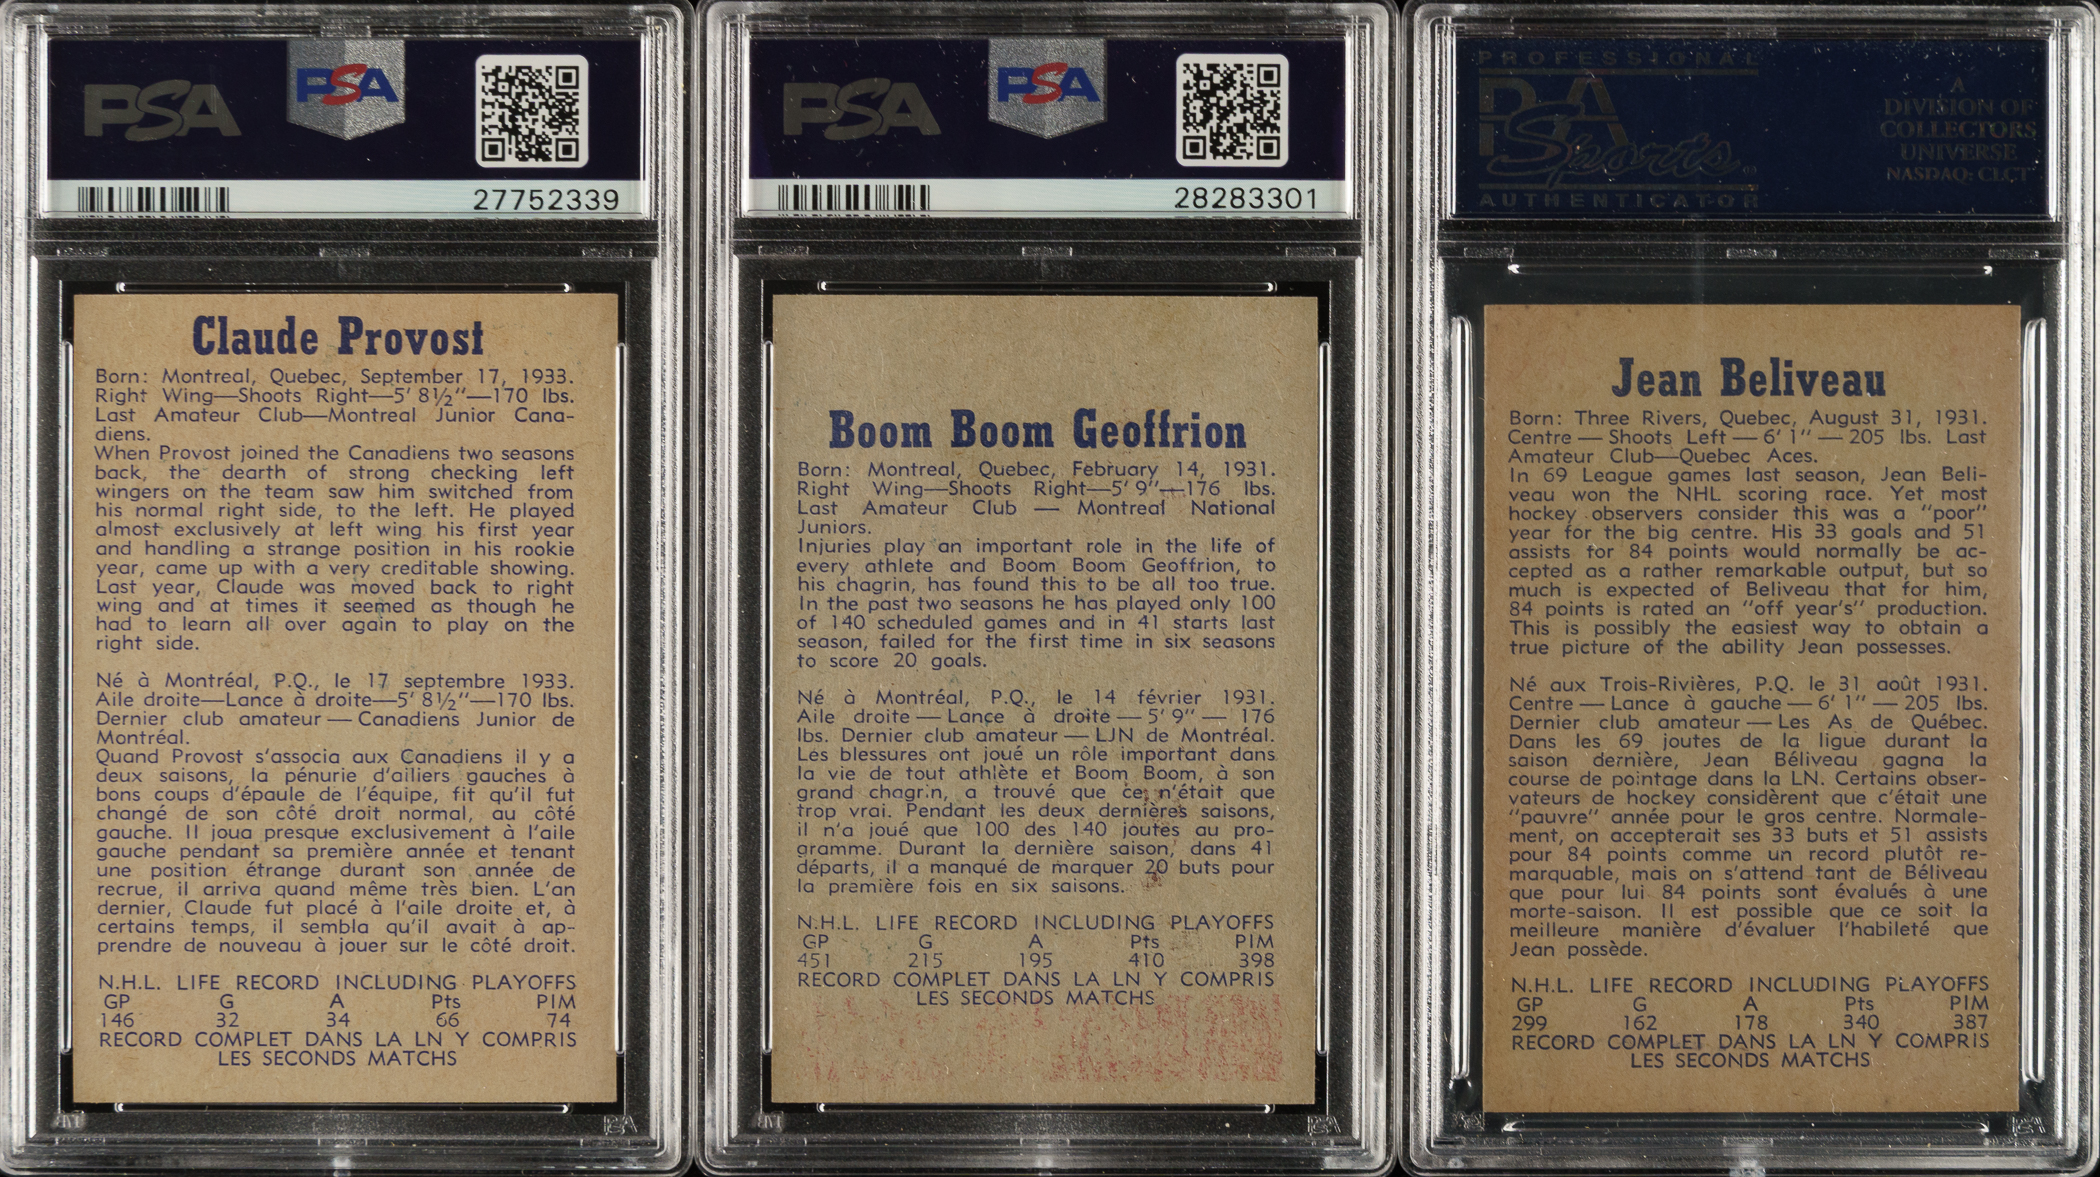 PSA
PSA
27752339
Claude Provost
Born: Montreal, Quebec, September 17, 1933.
Right Wing—Shoots Right—5' 8½"—170 lbs.
Last Amateur Club—Montreal Junior Cana-
diens.
When Provost joined the Canadiens two seasons
back, the dearth of strong checking left
wingers on the team saw him switched from
his normal right side, to the left. He played
almost exclusively at left wing his first year
and handling a strange position in his rookie
year, came up with a very creditable showing.
Last year, Claude was moved back to right
wing and at times it seemed as though he
had to learn all over again to play on the
right side.
Né à Montréal, P.Q., le 17 septembre 1933.
Aile droite—Lance à droite—5' 8½"—170 lbs.
Dernier club amateur — Canadiens Junior de
Montréal.
Quand Provost s'associa aux Canadiens il y a
deux saisons, la pénurie d'ailiers gauches à
bons coups d'épaule de l'équipe, fit qu'il fut
changé de son côté droit normal, au côté
gauche. Il joua presque exclusivement à l'aile
gauche pendant sa première année et tenant
une position étrange durant son année de
recrue, il arriva quand même très bien. L'an
dernier, Claude fut placé à l'aile droite et, à
certains temps, il sembla qu'il avait à ap-
prendre de nouveau à jouer sur le côté droit.
N.H.L. LIFE RECORD INCLUDING PLAYOFFS
GP G A Pts PIM
146 32 34 66 74
RECORD COMPLET DANS LA LN Y COMPRIS
LES SECONDS MATCHS
PSA
PSA
28283301
Boom Boom Geoffrion
Born: Montreal, Quebec, February 14, 1931.
Right Wing—Shoots Right—5' 9"—176 lbs.
Last Amateur Club — Montreal National
Juniors.
Injuries play an important role in the life of
every athlete and Boom Boom Geoffrion, to
his chagrin, has found this to be all too true.
In the past two seasons he has played only 100
of 140 scheduled games and in 41 starts last
season, failed for the first time in six seasons
to score 20 goals.
Né à Montréal, P.Q., le 14 février 1931.
Aile droite — Lance à droite — 5' 9" — 176
lbs. Dernier club amateur — LJN de Montréal.
Les blessures ont joué un rôle important dans
la vie de tout athlète et Boom Boom, à son
grand chagrin, a trouvé que ce n'était que
trop vrai. Pendant les deux dernières saisons,
il n'a joué que 100 des 140 joutes au pro-
gramme. Durant la dernière saison, dans 41
départs, il a manqué de marquer 20 buts pour
la première fois en six saisons.
N.H.L. LIFE RECORD INCLUDING PLAYOFFS
GP G A Pts PIM
451 215 195 410 398
RECORD COMPLET DANS LA LN Y COMPRIS
LES SECONDS MATCHS
PROFESSIONAL
PSA
Sports
AUTHENTICATOR
A
DIVISION OF
COLLECTORS
UNIVERSE
NASDAQ: CLCT
Jean Beliveau
Born: Three Rivers, Quebec, August 31, 1931.
Centre — Shoots Left — 6' 1" — 205 lbs. Last
Amateur Club—Quebec Aces.
In 69 League games last season, Jean Beli-
veau won the NHL scoring race. Yet most
hockey observers consider this was a "poor"
year for the big centre. His 33 goals and 51
assists for 84 points would normally be ac-
cepted as a rather remarkable output, but so
much is expected of Beliveau that for him,
84 points is rated an "off year's" production.
This is possibly the easiest way to obtain a
true picture of the ability Jean possesses.
Né aux Trois-Rivières, P.Q. le 31 août 1931.
Centre — Lance à gauche — 6' 1" — 205 lbs.
Dernier club amateur — Les As de Québec.
Dans les 69 joutes de la ligue durant la
saison dernière, Jean Béliveau gagna la
course de pointage dans la LN. Certains obser-
vateurs de hockey considèrent que c'était une
"pauvre" année pour le gros centre. Normale-
ment, on accepterait ses 33 buts et 51 assists
pour 84 points comme un record plutôt re-
marquable, mais on s'attend tant de Béliveau
que pour lui 84 points sont évalués à une
morte-saison. Il est possible que ce soit la
meilleure manière d'évaluer l'habileté que
Jean possède.
N.H.L. LIFE RECORD INCLUDING PLAYOFFS
GP G A Pts PIM
299 162 178 340 387
RECORD COMPLET DANS LA LN Y COMPRIS
LES SECONDS MATCHS